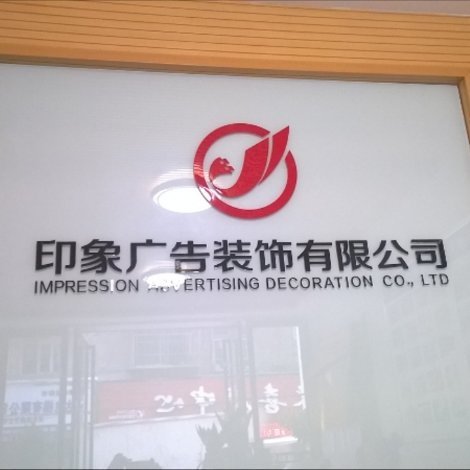 印象广告装饰有限公司
IMPRESSION ADVERTISING DECORATION CO., LTD